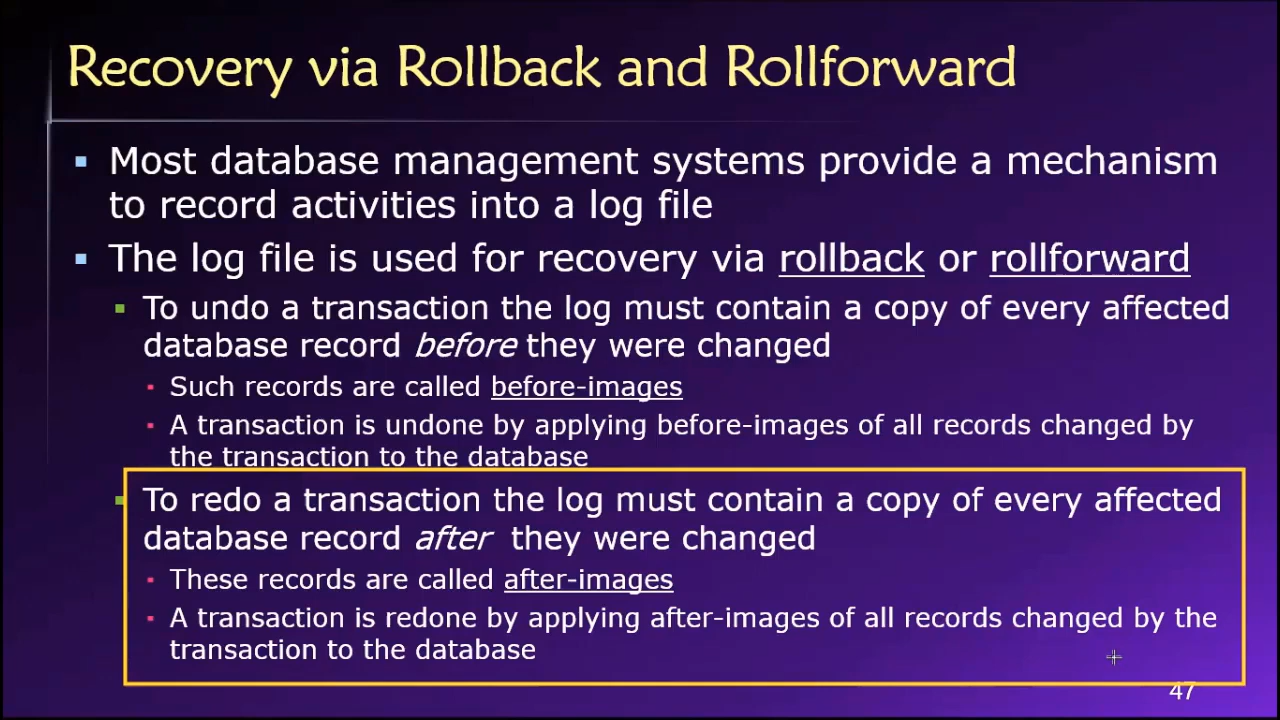 Recovery via Rollback and Rollforward
Most database management systems provide a mechanism
to record activities into a log file
The log file is used for recovery via rollback or rollforward
To undo a transaction the log must contain a copy of every affected
database record before they were changed
Such records are called before-images
A transaction is undone by applying before-images of all records changed by
the transaction to the database
To redo a transaction the log must contain a copy of every affected
database record after they were changed
These records are called after-images
A transaction is redone by applying after-images of all records changed by the
transaction to the database
47